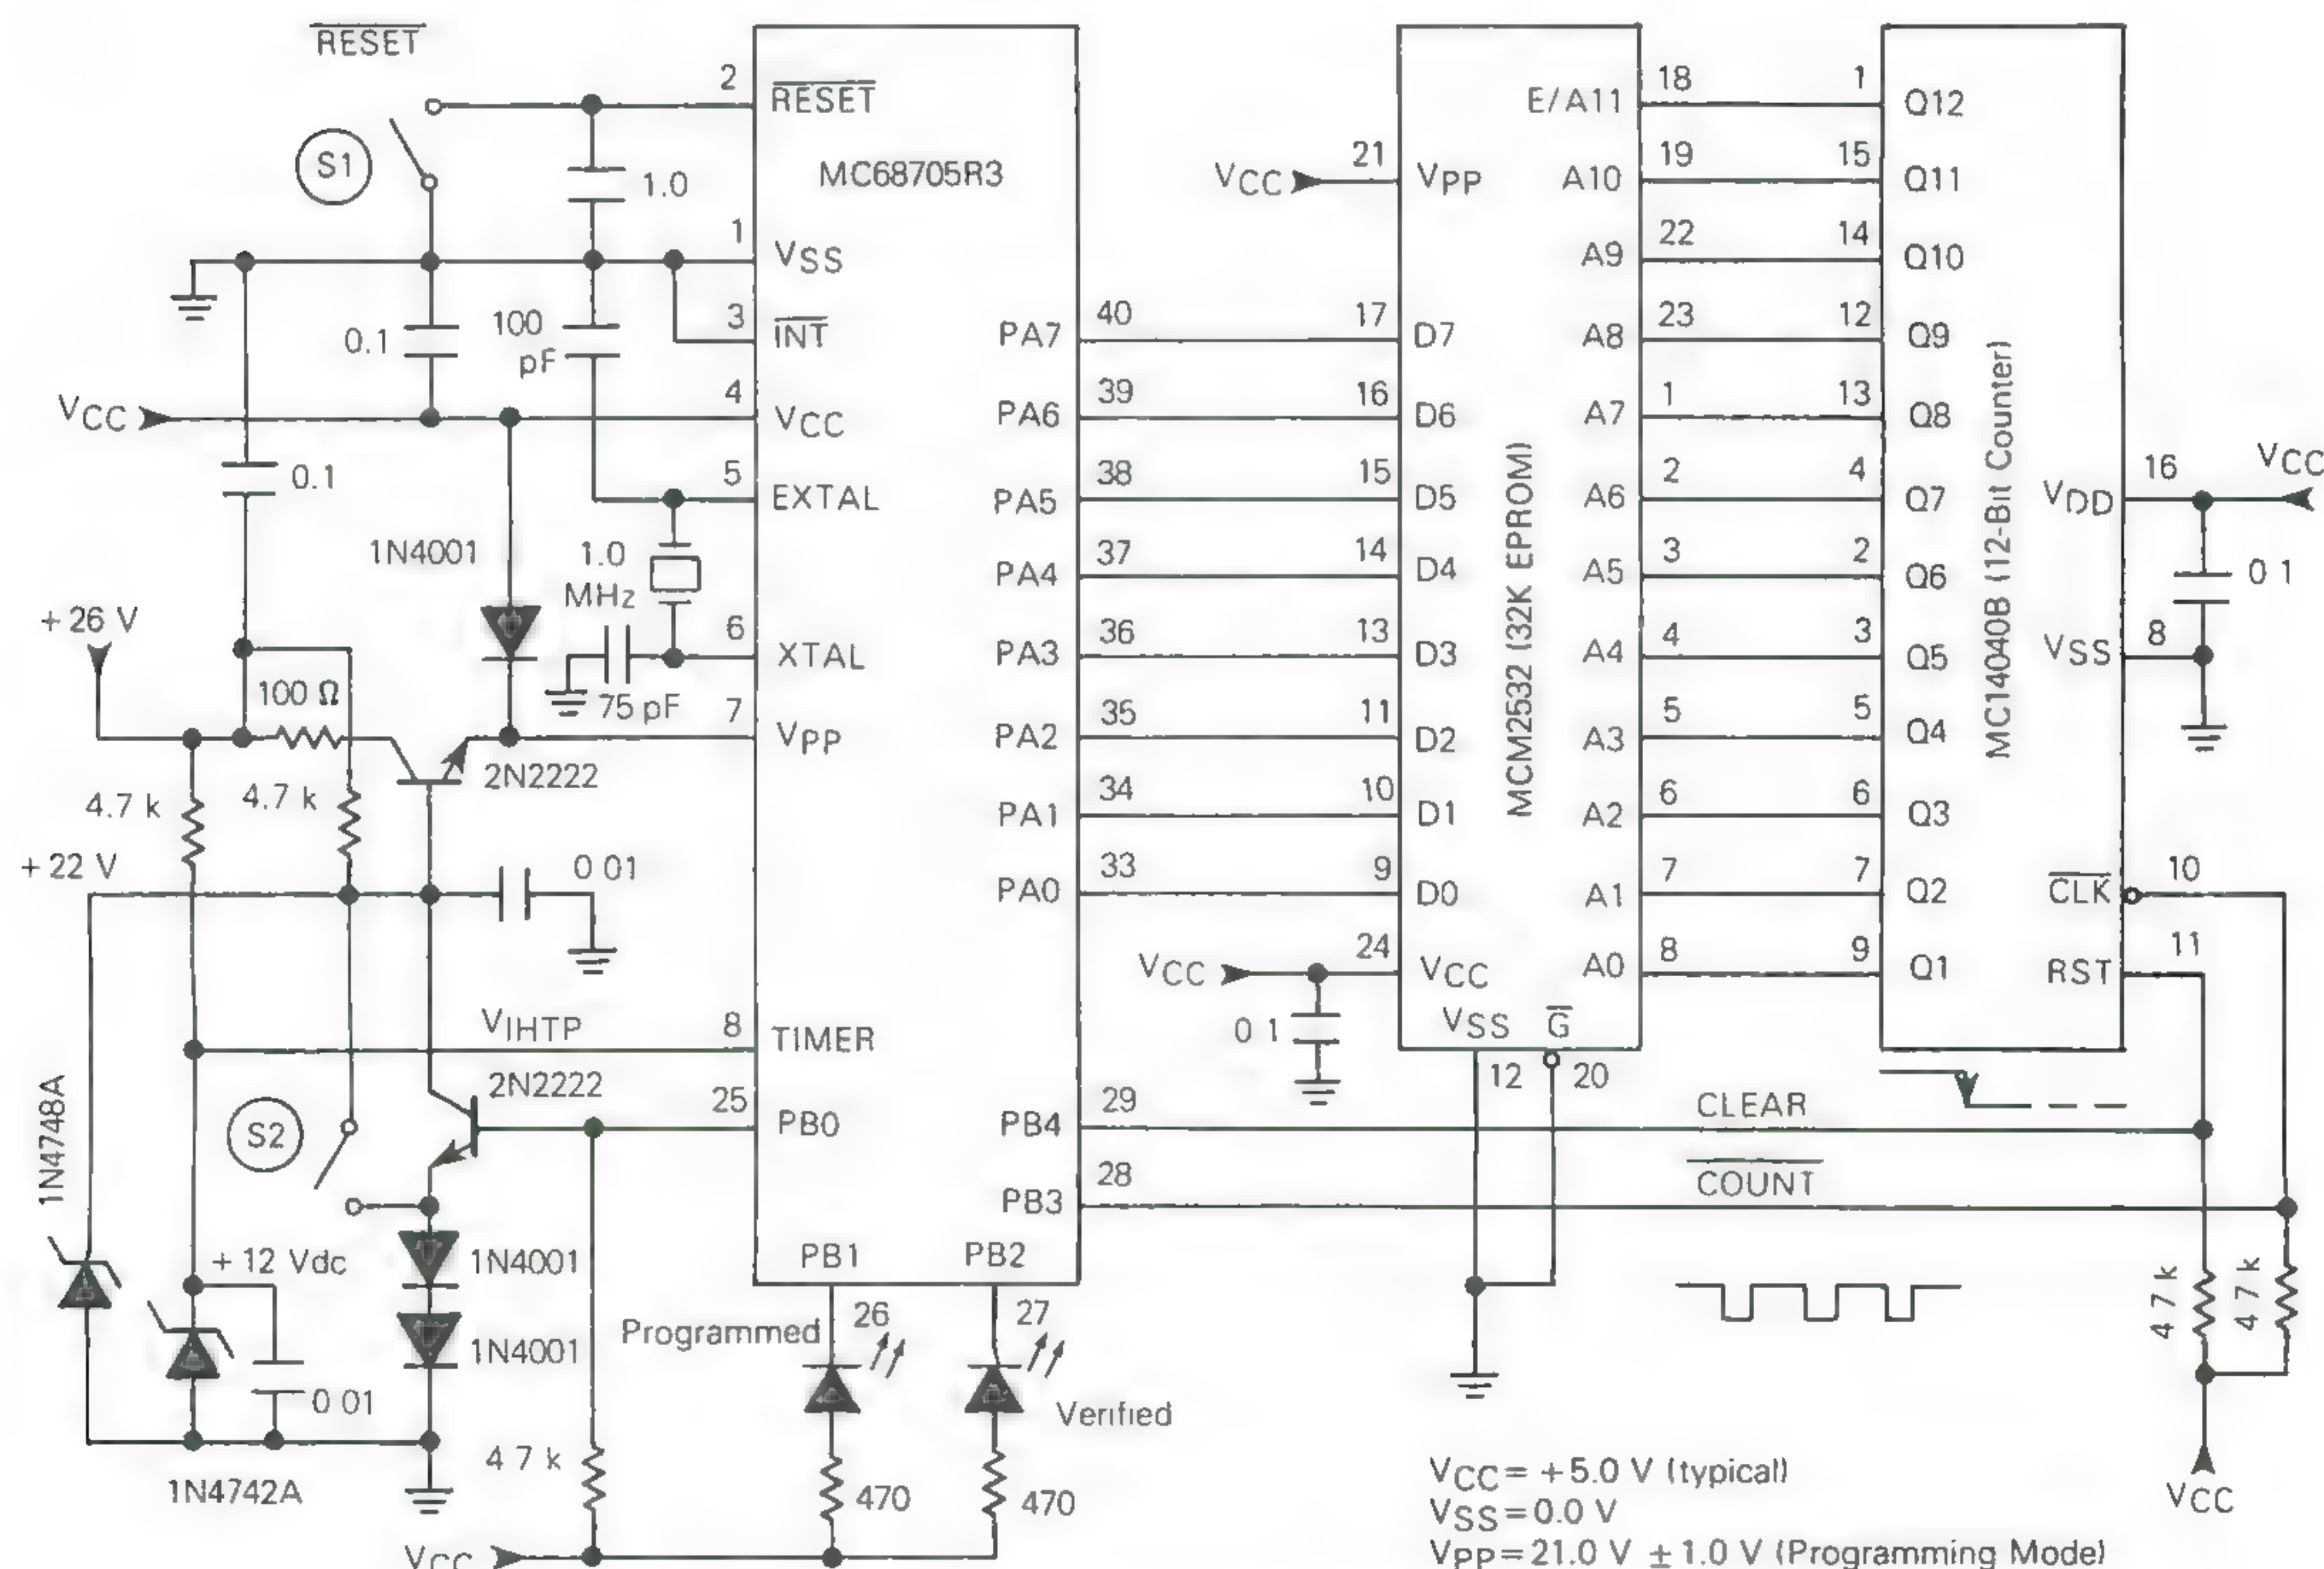 RESET
S1
1.0
0.1
100
pF
VCC
0.1
1N4001
1.0
MHz
75 pF
+ 26 V
100 Ω
4.7 k
4.7 k
2N2222
+ 22 V
0 01
VIHTP
2N2222
S2
1N4748A
+ 12 Vdc
1N4001
1N4001
0 01
1N4742A
4 7 k
VCC
2
1
3
4
5
6
7
8
25
RESET
MC68705R3
VSS
INT
VCC
EXTAL
XTAL
VPP
TIMER
PB0
PB1
PB2
PA7
PA6
PA5
PA4
PA3
PA2
PA1
PA0
PB4
PB3
40
39
38
37
36
35
34
33
29
28
26
27
Programmed
Verified
470
470
VCC
21
17
16
15
14
13
11
10
9
24
VCC
0 1
VPP
D7
D6
D5
D4
D3
D2
D1
D0
VCC
VSS
G
12
20
MCM2532 (32K EPROM)
E/A11
A10
A9
A8
A7
A6
A5
A4
A3
A2
A1
A0
18
19
22
23
1
2
3
4
5
6
7
8
1
15
14
12
13
4
2
3
5
6
7
9
Q12
Q11
Q10
Q9
Q8
Q7
Q6
Q5
Q4
Q3
Q2
Q1
MC14040B (12-Bit Counter)
VDD
VSS
CLK
RST
16
8
10
11
VCC
0 1
CLEAR
COUNT
4 7 k
4 7 k
VCC
VCC = +5.0 V (typical)
VSS = 0.0 V
VPP = 21.0 V ± 1.0 V (Programming Mode)